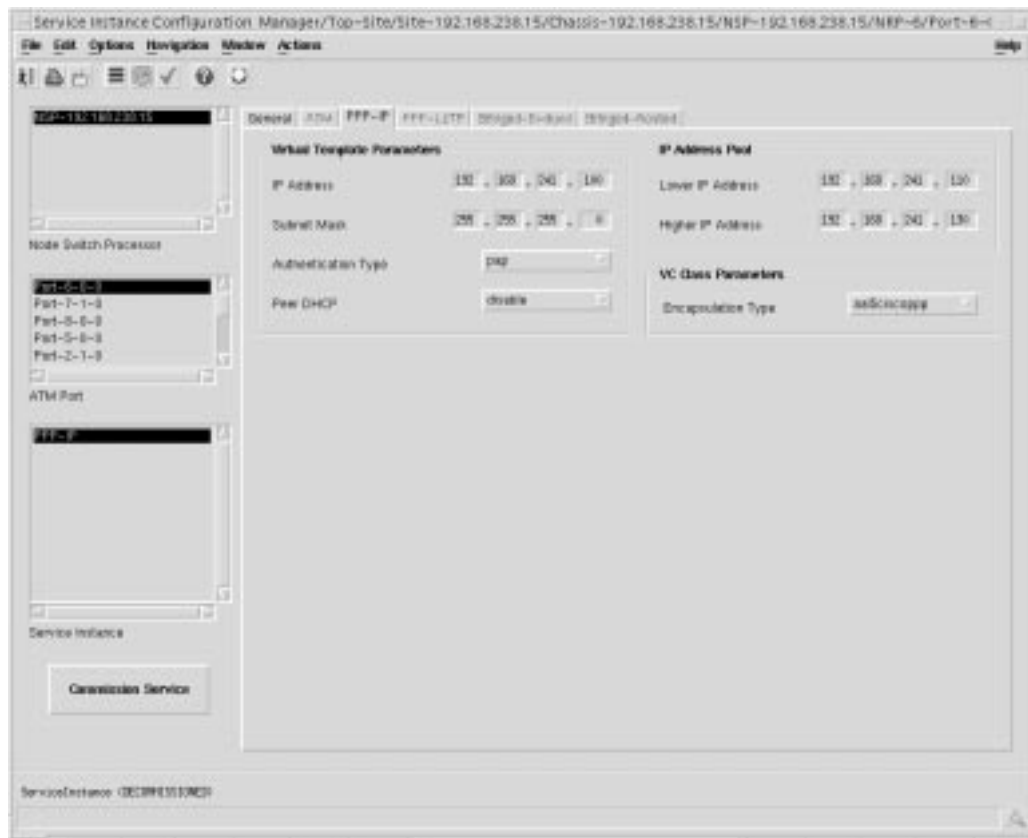 Service Instance Configuration Manager/Top-Site/Site-192.168.238.15/Chassis-192.168.238.15/NSP-192.168.238.15/NRP-6/Port-6-
File Edit Options Navigation Window Actions Help
NSP-192.168.238.15
Node Switch Processor
Port-6-0-0
Port-7-1-0
Port-8-0-0
Port-5-0-0
Port-2-1-0
ATM Port
PPP-IP
Service Instance
Commission Service
General ATM PPP-IP PPP-L2TP Bridged-Bridged Bridged-Routed
Virtual Template Parameters
IP Address 192 . 168 . 241 . 100
Subnet Mask 255 . 255 . 255 . 0
Authentication Type pap
Peer DHCP disable
IP Address Pool
Lower IP Address 192 . 168 . 241 . 110
Higher IP Address 192 . 168 . 241 . 130
VC Class Parameters
Encapsulation Type aal5ciscoppp
ServiceInstance (DECOMMISSIONED)